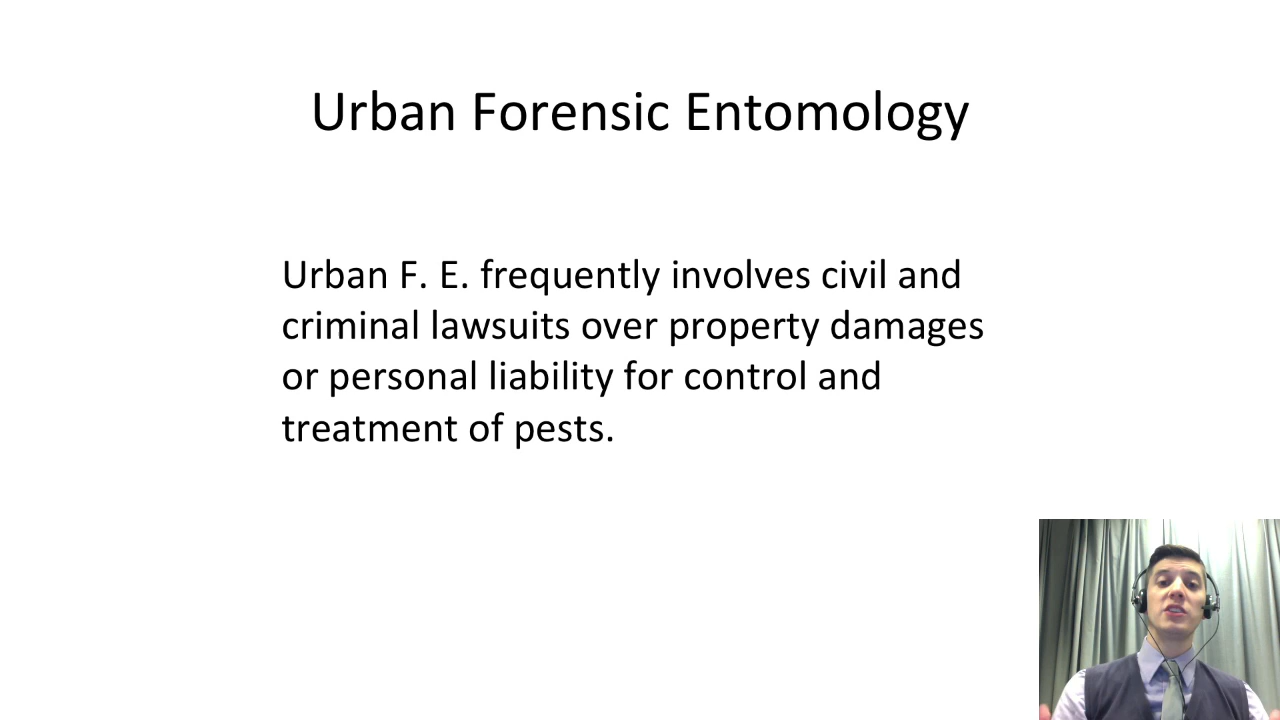 Urban Forensic Entomology
Urban F. E. frequently involves civil and
criminal lawsuits over property damages
or personal liability for control and
treatment of pests.